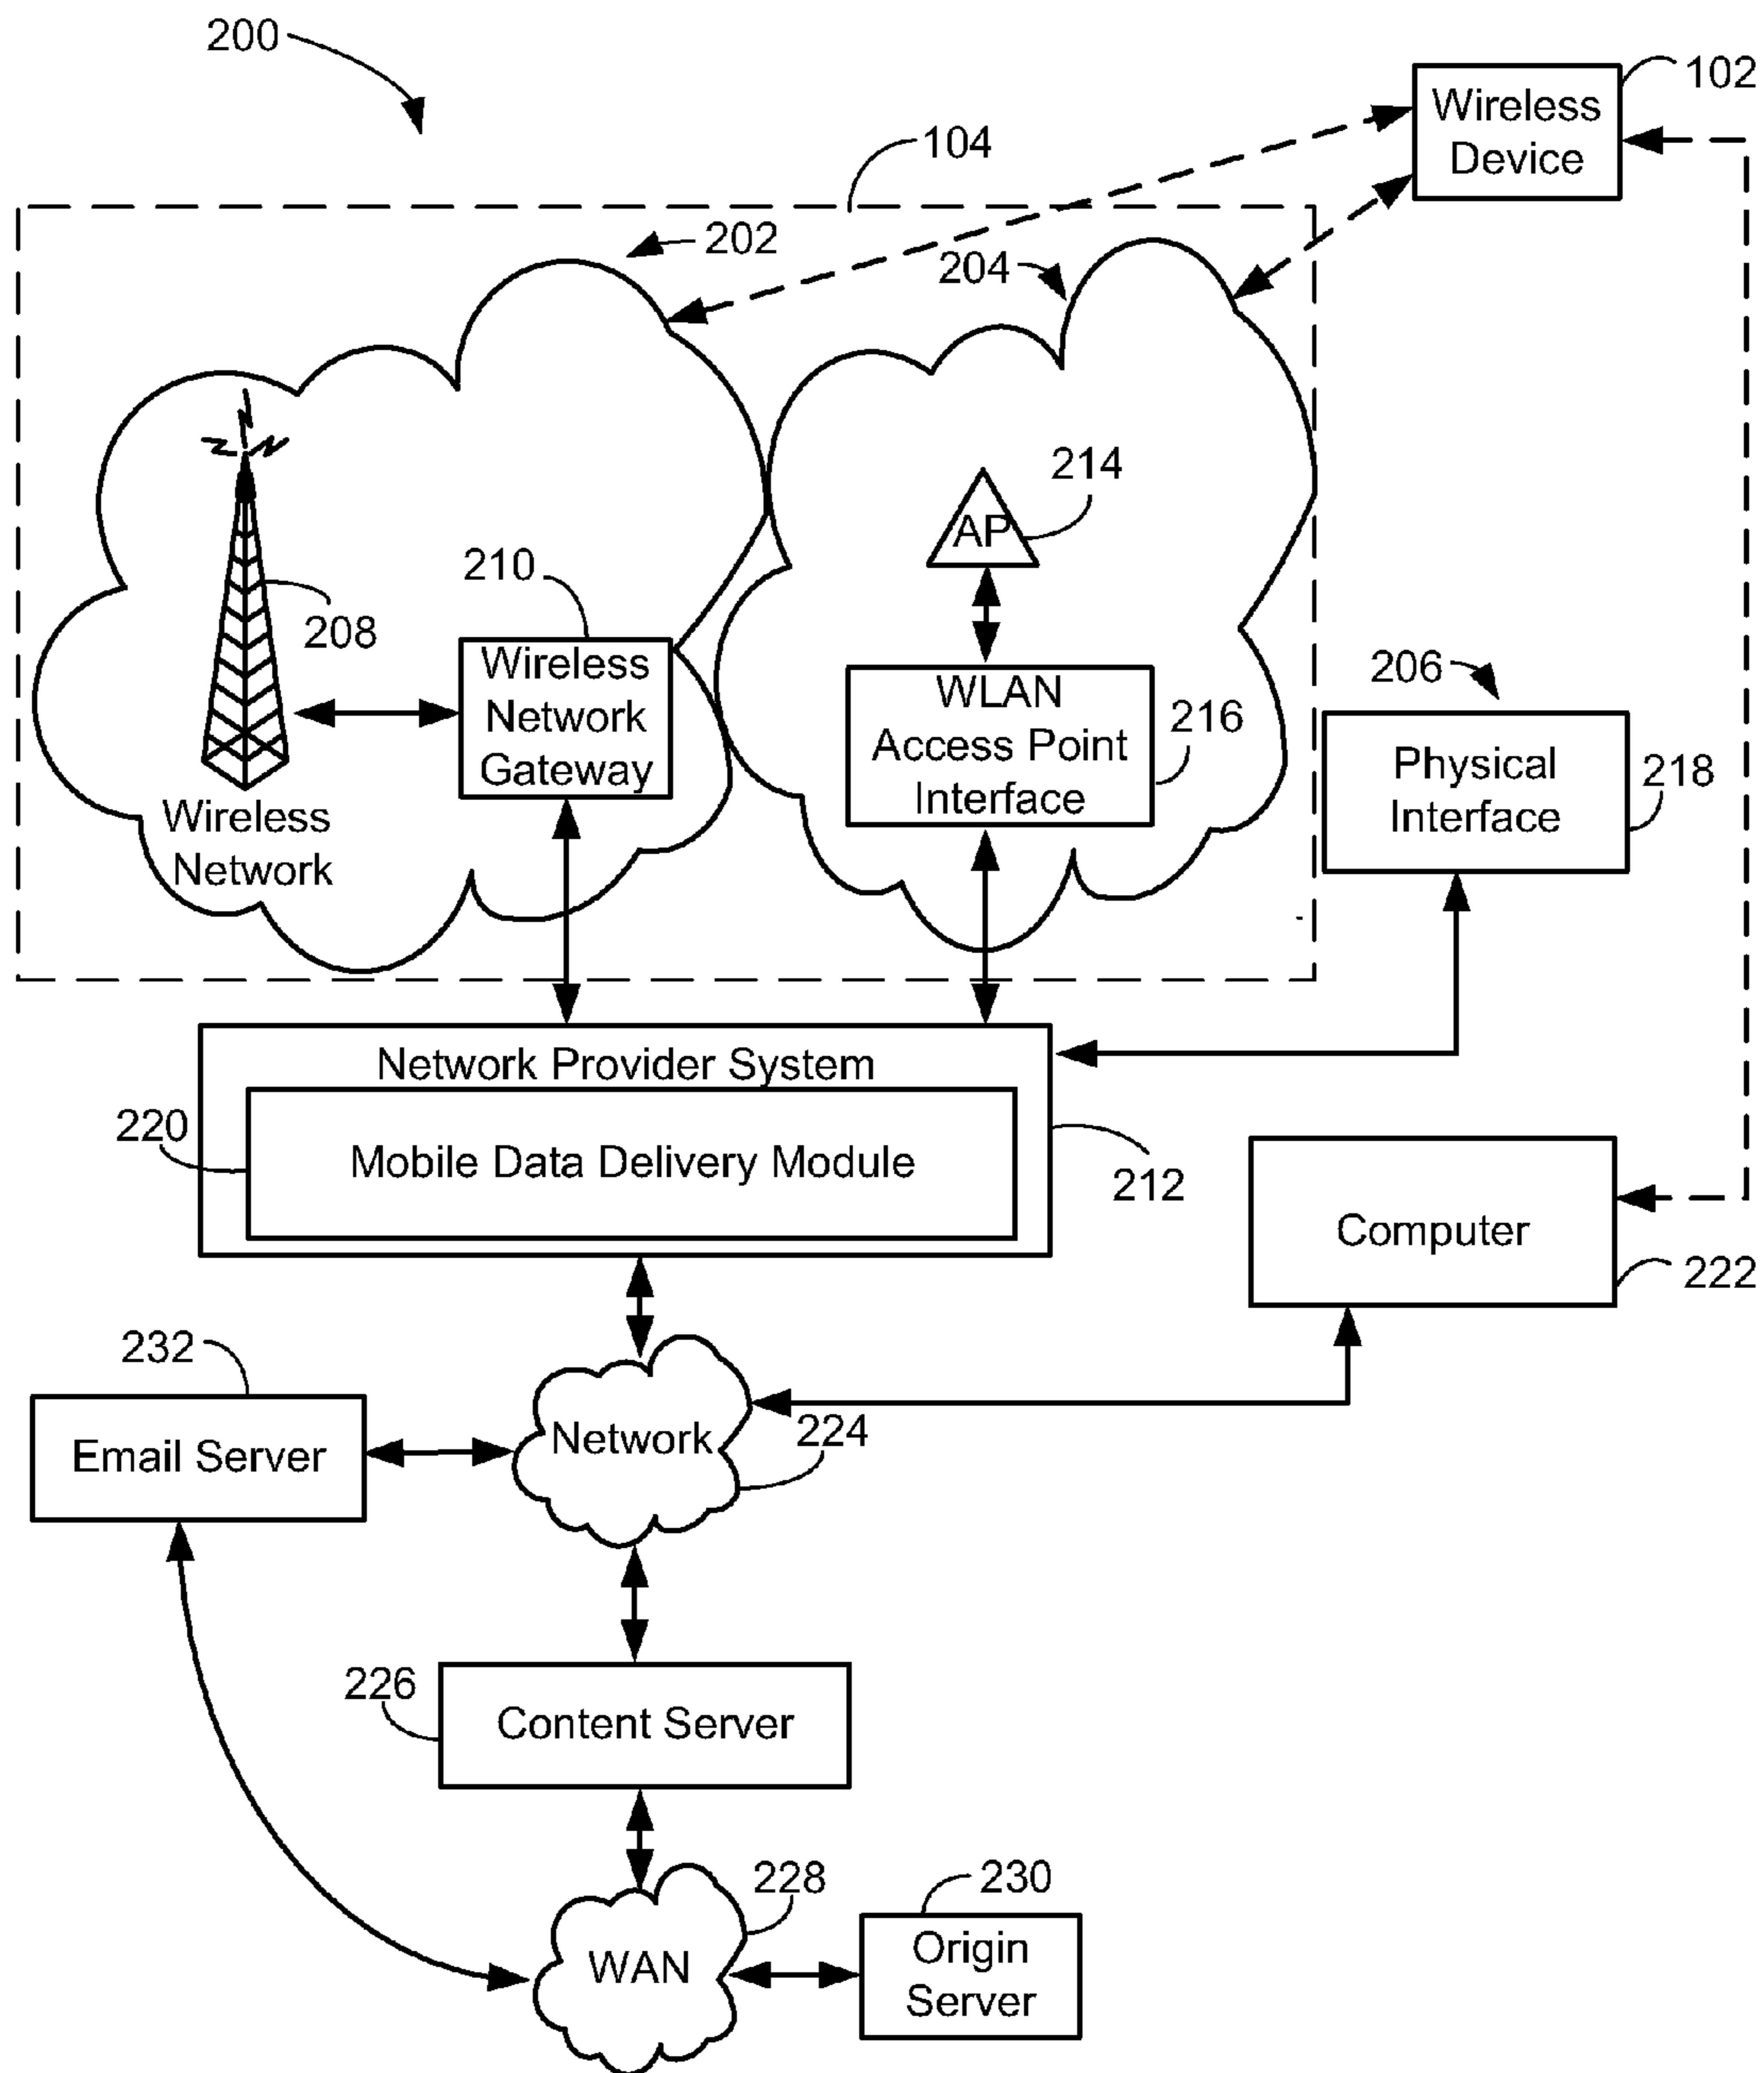 200
102
Wireless
Device
104
202
204
214
AP
210
208
Wireless
Network
Gateway
WLAN
Access Point
Interface
216
206
Physical
Interface
218
Wireless
Network
Network Provider System
220
Mobile Data Delivery Module
212
Computer
222
232
Email Server
Network
224
226
Content Server
228
WAN
230
Origin
Server